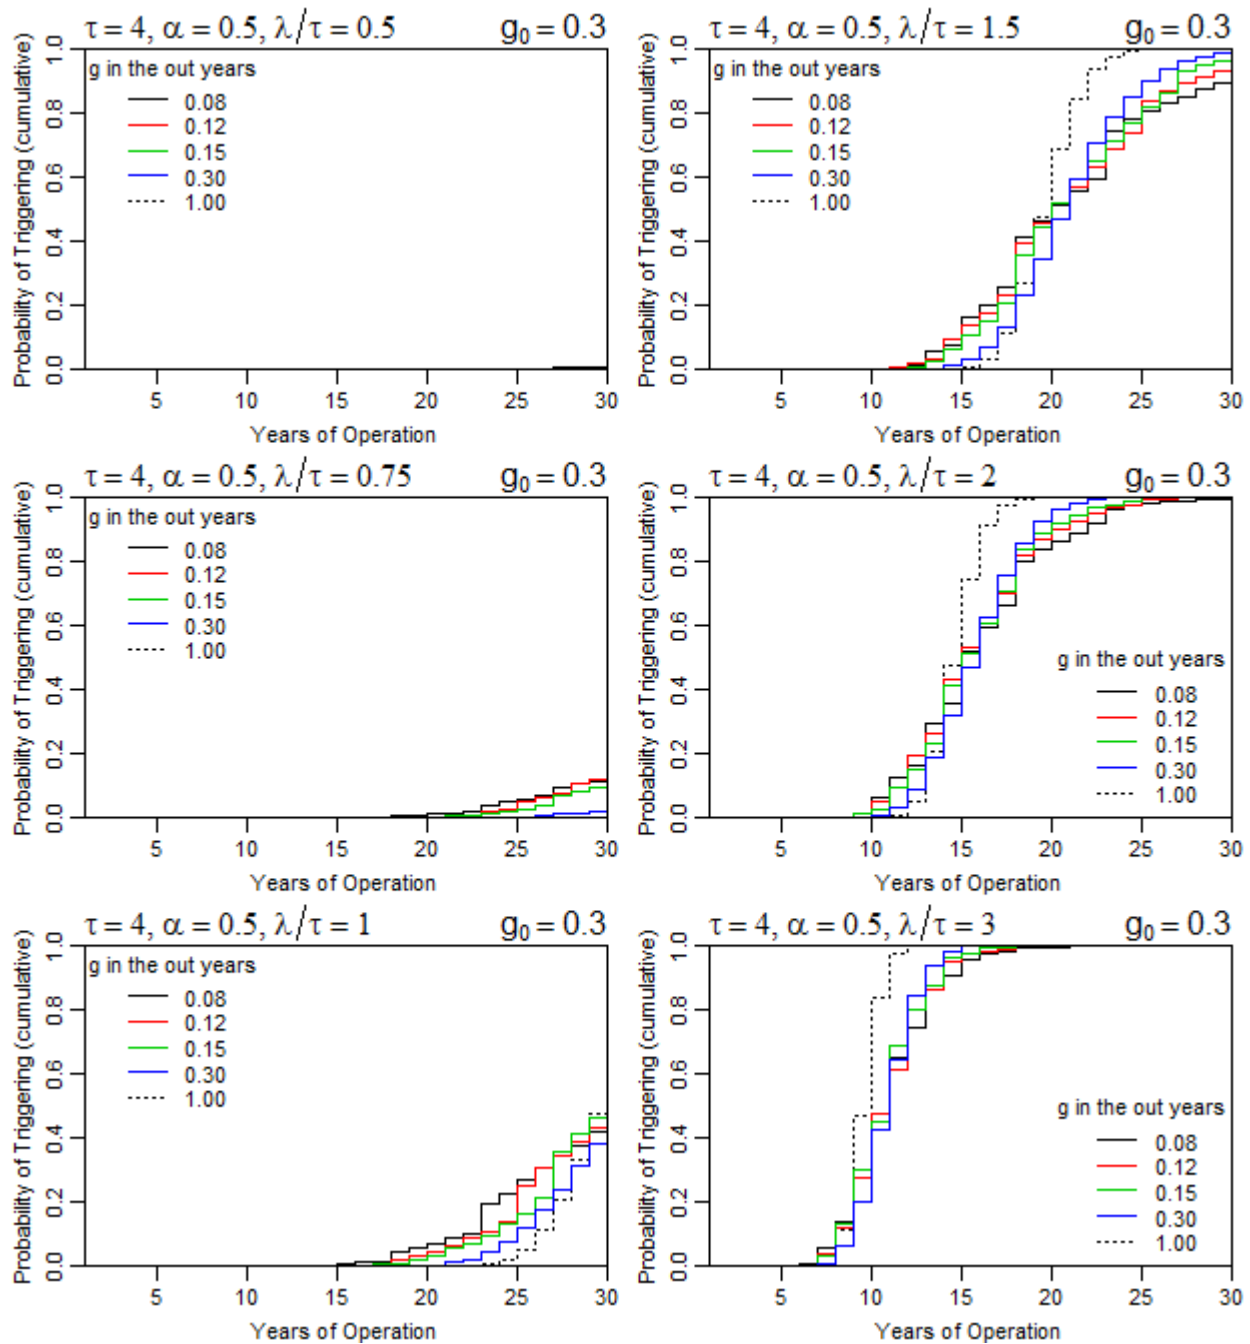 τ = 4, α = 0.5, λ/τ = 0.5 g₀ = 0.3
Probability of Triggering (cumulative)
1.0
0.8
0.6
0.4
0.2
0.0
g in the out years
0.08
0.12
0.15
0.30
1.00
5 10 15 20 25 30
Years of Operation
τ = 4, α = 0.5, λ/τ = 1.5 g₀ = 0.3
Probability of Triggering (cumulative)
1.0
0.8
0.6
0.4
0.2
0.0
g in the out years
0.08
0.12
0.15
0.30
1.00
5 10 15 20 25 30
Years of Operation
τ = 4, α = 0.5, λ/τ = 0.75 g₀ = 0.3
Probability of Triggering (cumulative)
1.0
0.8
0.6
0.4
0.2
0.0
g in the out years
0.08
0.12
0.15
0.30
1.00
5 10 15 20 25 30
Years of Operation
τ = 4, α = 0.5, λ/τ = 2 g₀ = 0.3
Probability of Triggering (cumulative)
1.0
0.8
0.6
0.4
0.2
0.0
g in the out years
0.08
0.12
0.15
0.30
1.00
5 10 15 20 25 30
Years of Operation
τ = 4, α = 0.5, λ/τ = 1 g₀ = 0.3
Probability of Triggering (cumulative)
1.0
0.8
0.6
0.4
0.2
0.0
g in the out years
0.08
0.12
0.15
0.30
1.00
5 10 15 20 25 30
Years of Operation
τ = 4, α = 0.5, λ/τ = 3 g₀ = 0.3
Probability of Triggering (cumulative)
1.0
0.8
0.6
0.4
0.2
0.0
g in the out years
0.08
0.12
0.15
0.30
1.00
5 10 15 20 25 30
Years of Operation